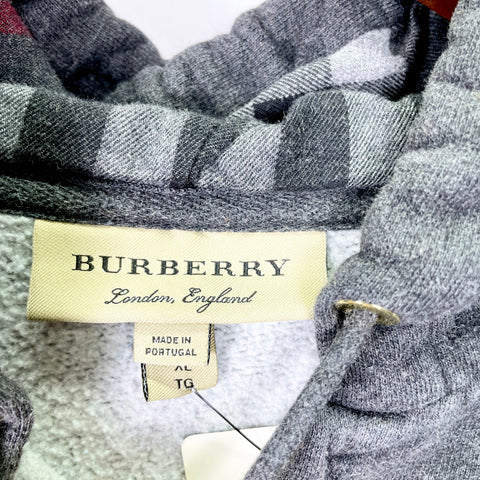 BURBERRY
London, England
MADE IN
PORTUGAL
XL
TG